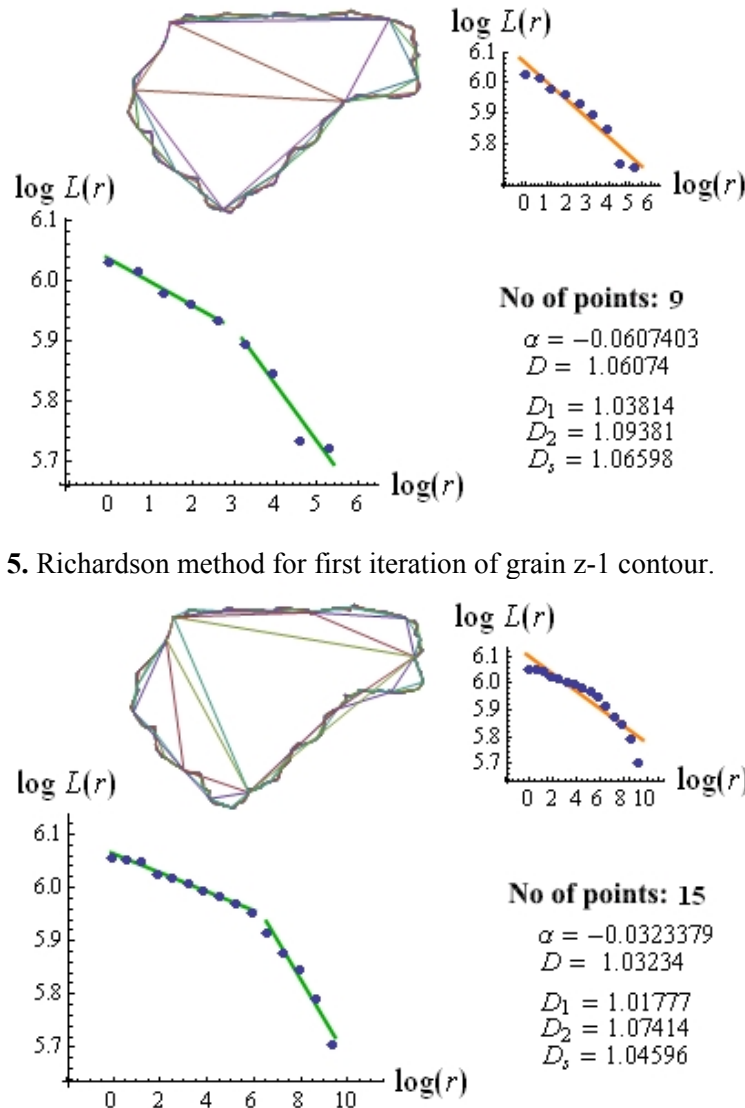 log L(r)
6.1
6.0
5.9
5.8
0 1 2 3 4 5 6
log(r)
log L(r)
6.1
6.0
5.9
5.8
5.7
0 1 2 3 4 5 6
log(r)
No of points: 9
α = −0.0607403
D = 1.06074
D₁ = 1.03814
D₂ = 1.09381
Dₛ = 1.06598
5. Richardson method for first iteration of grain z-1 contour.
log L(r)
6.1
6.0
5.9
5.8
5.7
0 2 4 6 8 10
log(r)
log L(r)
6.1
6.0
5.9
5.8
5.7
0 2 4 6 8 10
log(r)
No of points: 15
α = −0.0323379
D = 1.03234
D₁ = 1.01777
D₂ = 1.07414
Dₛ = 1.04596